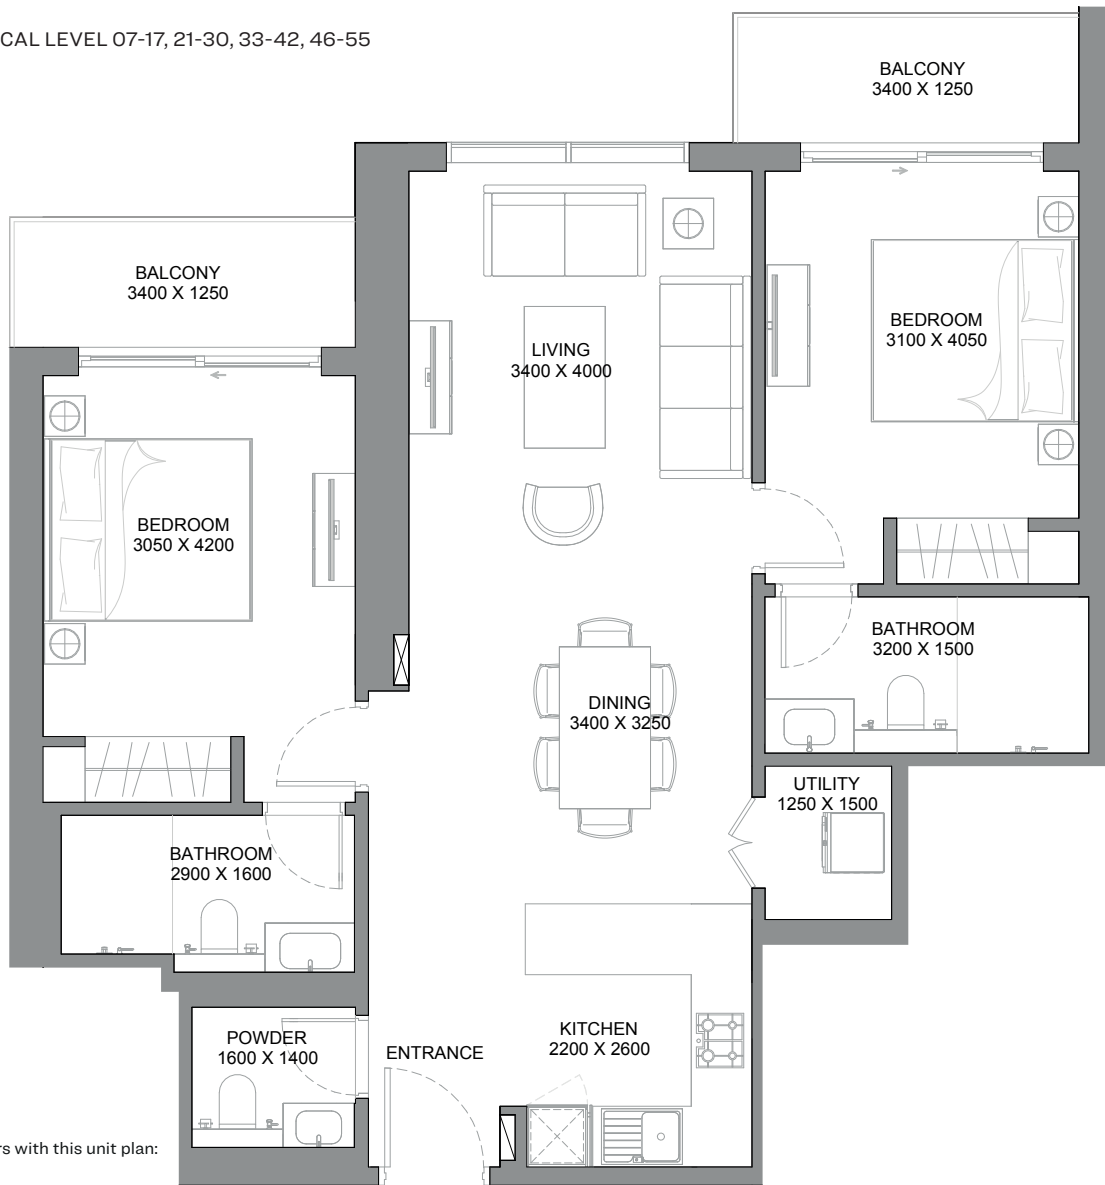 CAL LEVEL 07-17, 21-30, 33-42, 46-55
BALCONY
3400 X 1250
BALCONY
3400 X 1250
LIVING
3400 X 4000
BEDROOM
3100 X 4050
BEDROOM
3050 X 4200
BATHROOM
3200 X 1500
DINING
3400 X 3250
UTILITY
1250 X 1500
BATHROOM
2900 X 1600
POWDER
1600 X 1400
ENTRANCE
KITCHEN
2200 X 2600
rs with this unit plan: